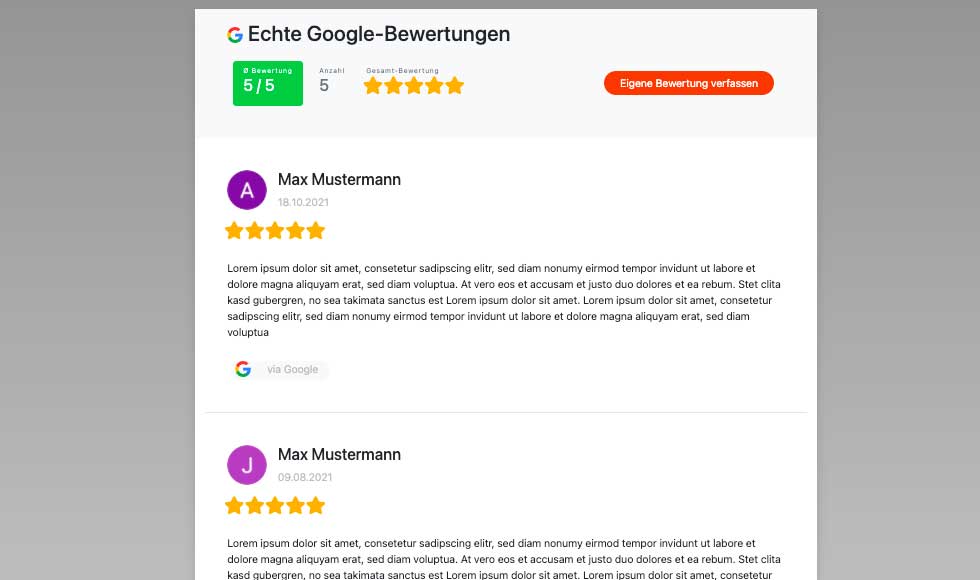 Echte Google-Bewertungen
Ø Bewertung
5 / 5
Anzahl
5
Gesamt-Bewertung
Eigene Bewertung verfassen
A
Max Mustermann
18.10.2021
Lorem ipsum dolor sit amet, consetetur sadipscing elitr, sed diam nonumy eirmod tempor invidunt ut labore et
dolore magna aliquyam erat, sed diam voluptua. At vero eos et accusam et justo duo dolores et ea rebum. Stet clita
kasd gubergren, no sea takimata sanctus est Lorem ipsum dolor sit amet. Lorem ipsum dolor sit amet, consetetur
sadipscing elitr, sed diam nonumy eirmod tempor invidunt ut labore et dolore magna aliquyam erat, sed diam
voluptua
via Google
J
Max Mustermann
09.08.2021
Lorem ipsum dolor sit amet, consetetur sadipscing elitr, sed diam nonumy eirmod tempor invidunt ut labore et
dolore magna aliquyam erat, sed diam voluptua. At vero eos et accusam et justo duo dolores et ea rebum. Stet clita
kasd gubergren, no sea takimata sanctus est Lorem ipsum dolor sit amet. Lorem ipsum dolor sit amet, consetetur